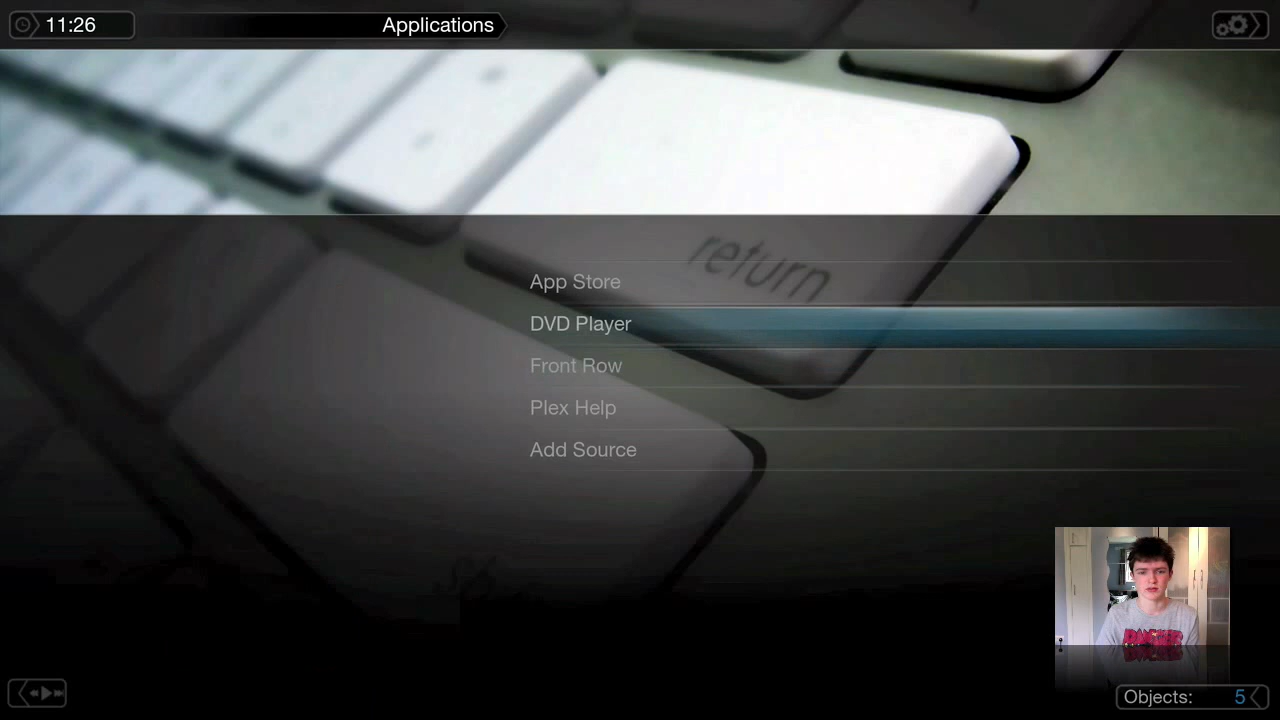 11:26
Applications
return
App Store
DVD Player
Front Row
Plex Help
Add Source
Objects: 5